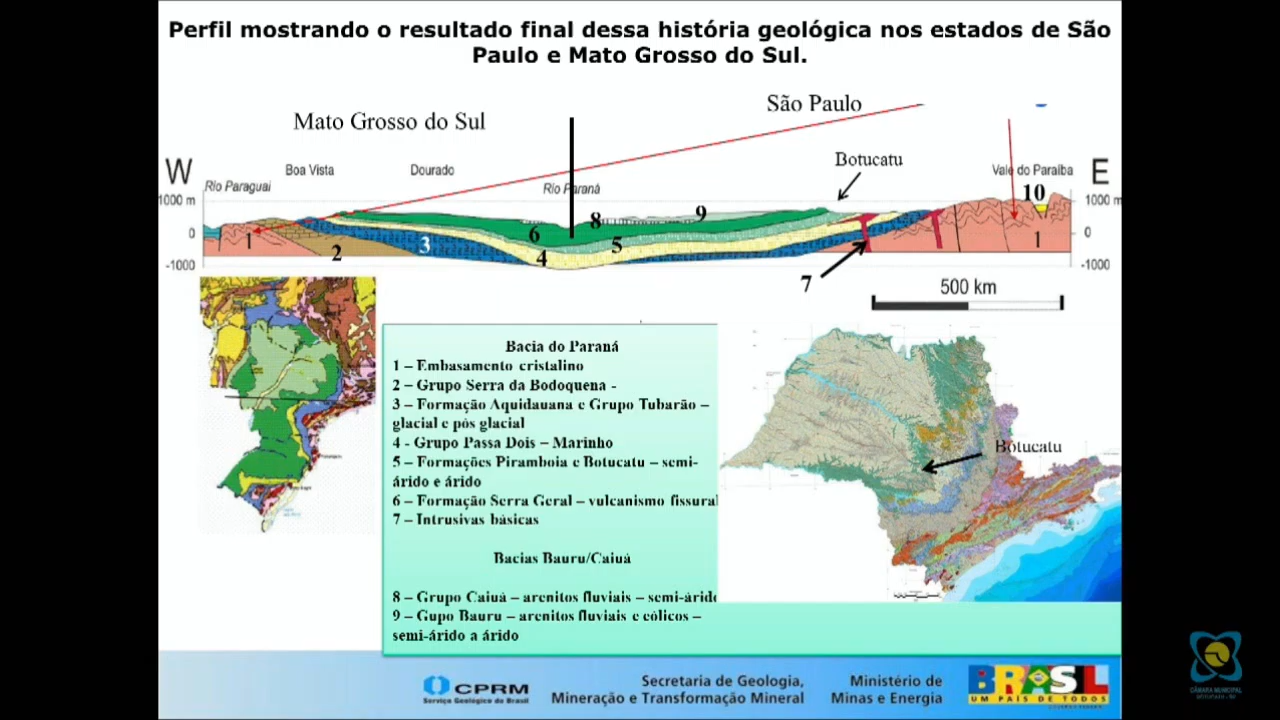 Perfil mostrando o resultado final dessa história geológica nos estados de São
Paulo e Mato Grosso do Sul.
São Paulo
Mato Grosso do Sul
Botucatu
W
Boa Vista
Dourado
Vale do Paraíba
E
Rio Paraguai
Rio Paraná
10
1000 m
1000 m
8
9
0
1
6
5
1
0
2
3
4
-1000
-1000
7
500 km
Bacia do Paraná
1 – Embasamento cristalino
2 – Grupo Serra da Bodoquena -
3 – Formação Aquidauana e Grupo Tubarão –
glacial e pós glacial
4 - Grupo Passa Dois – Marinho
5 – Formações Piramboia e Botucatu – semi-
árido e árido
6 – Formação Serra Geral – vulcanismo fissural
7 – Intrusivas básicas
Botucatu
Bacias Bauru/Caiuá
8 – Grupo Caiuá – arenitos fluviais – semi-árido
9 – Gupo Bauru – arenitos fluviais e eólicos –
semi-árido a árido
CPRM
Serviço Geológico do Brasil
Secretaria de Geologia,
Mineração e Transformação Mineral
Ministério de
Minas e Energia
BRASIL
UM PAÍS DE TODOS
GOVERNO FEDERAL
CÂMARA MUNICIPAL